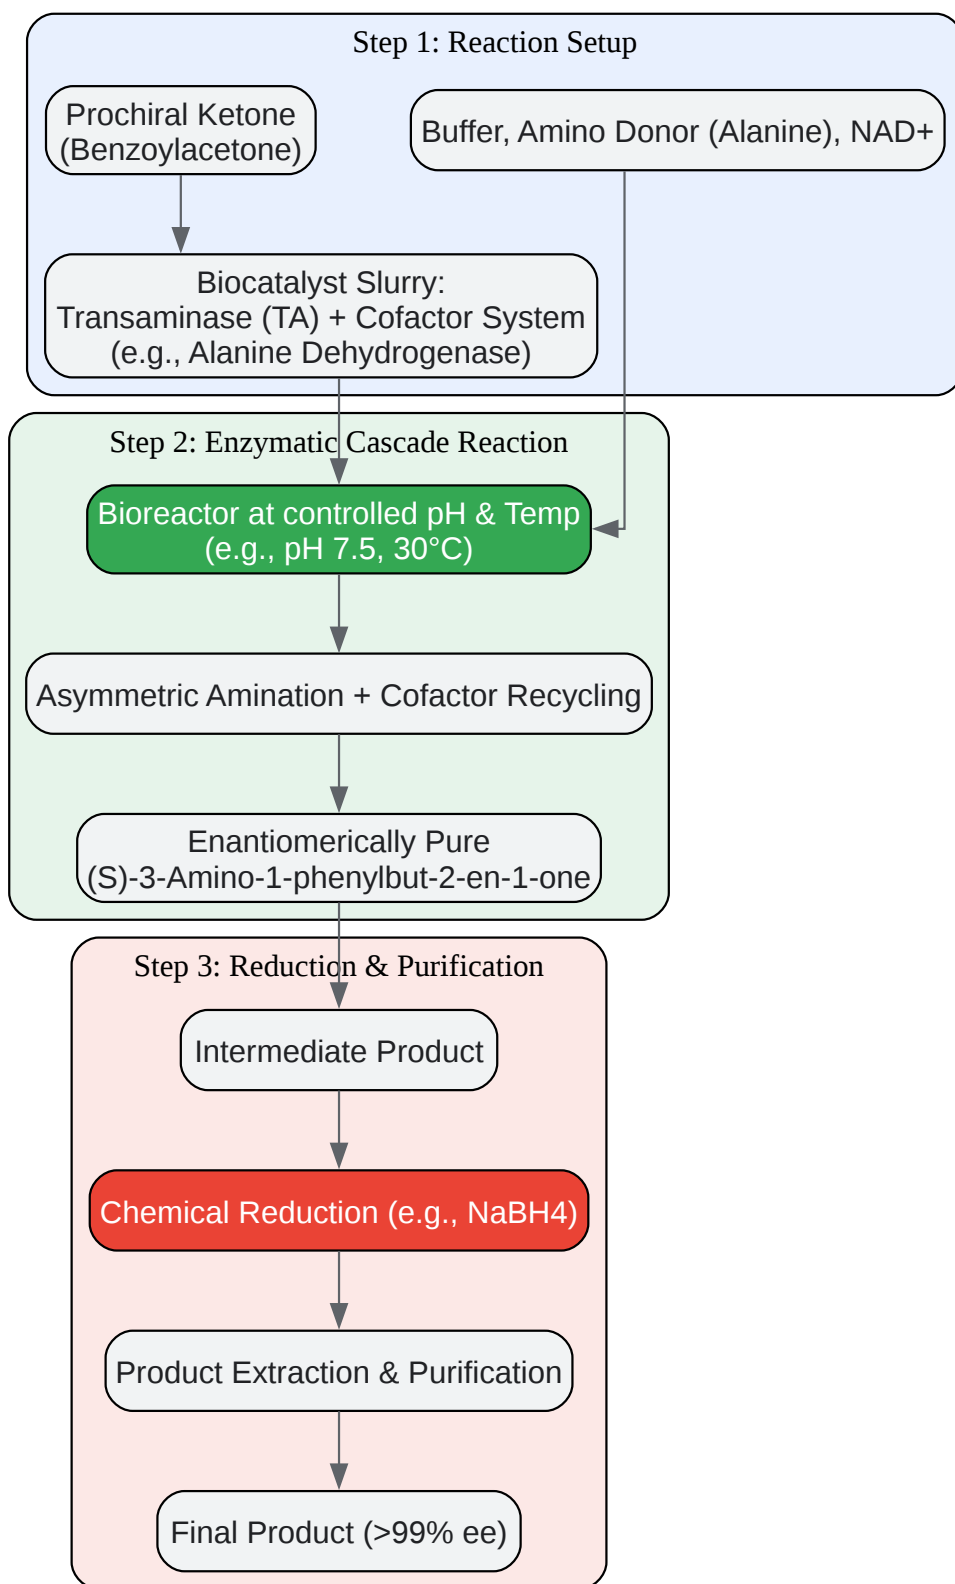 Step 1: Reaction Setup
Prochiral Ketone
(Benzoylacetone)
Buffer, Amino Donor (Alanine), NAD+
Biocatalyst Slurry:
Transaminase (TA) + Cofactor System
(e.g., Alanine Dehydrogenase)
Step 2: Enzymatic Cascade Reaction
Bioreactor at controlled pH & Temp
(e.g., pH 7.5, 30°C)
Asymmetric Amination + Cofactor Recycling
Enantiomerically Pure
(S)-3-Amino-1-phenylbut-2-en-1-one
Step 3: Reduction & Purification
Intermediate Product
Chemical Reduction (e.g., NaBH4)
Product Extraction & Purification
Final Product (>99% ee)